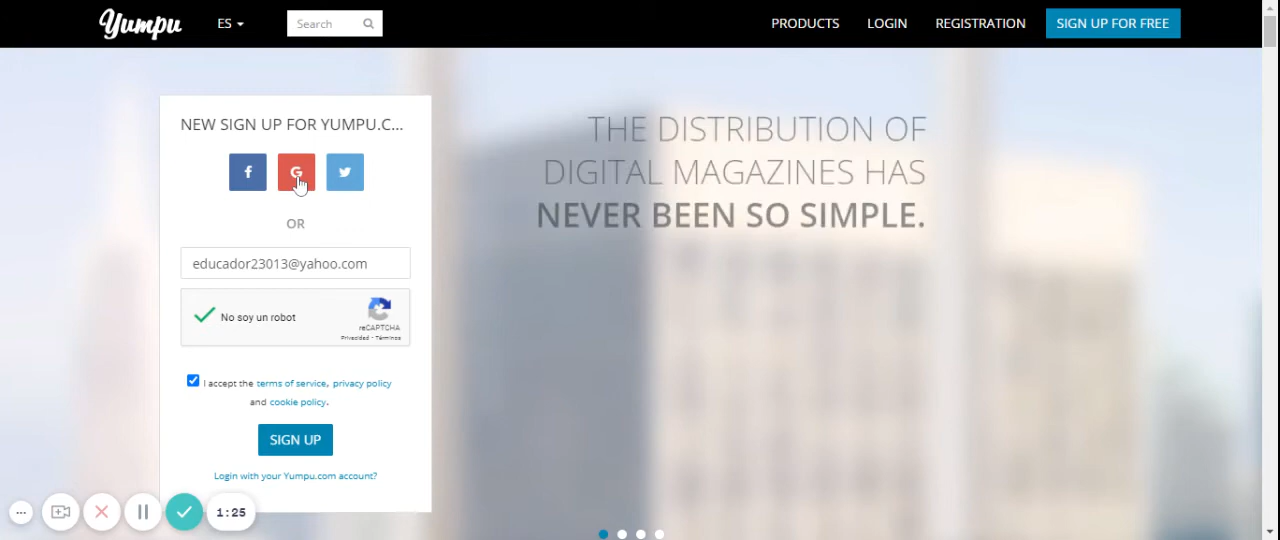 Yumpu
ES
Search
PRODUCTS
LOGIN
REGISTRATION
SIGN UP FOR FREE
NEW SIGN UP FOR YUMPU.C...
f
G
OR
educador23013@yahoo.com
No soy un robot
reCAPTCHA
Privacidad - Términos
I accept the terms of service, privacy policy
and cookie policy.
SIGN UP
Login with your Yumpu.com account?
THE DISTRIBUTION OF
DIGITAL MAGAZINES HAS
NEVER BEEN SO SIMPLE.
1:25